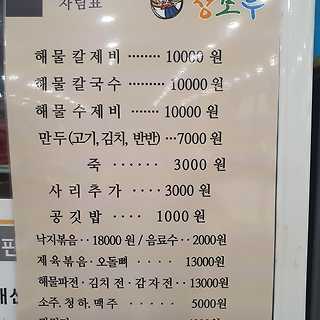 차림표
장모루
해물칼제비 ········ 10000 원
해물칼국수 ········ 10000 원
해물수제비 ········ 10000 원
만두(고기,김치, 반반) ···7000 원
죽 ······ 3000 원
사리추가 ····3000 원
공깃밥 ···· 1000 원
낙지볶음 ··18000 원 / 음료수 ··2000원
제육볶음·오돌뼈 ········ 13000원
해물파전·김치전·감자전··13000원
소주,청하,맥주 ·········· 5000원
판